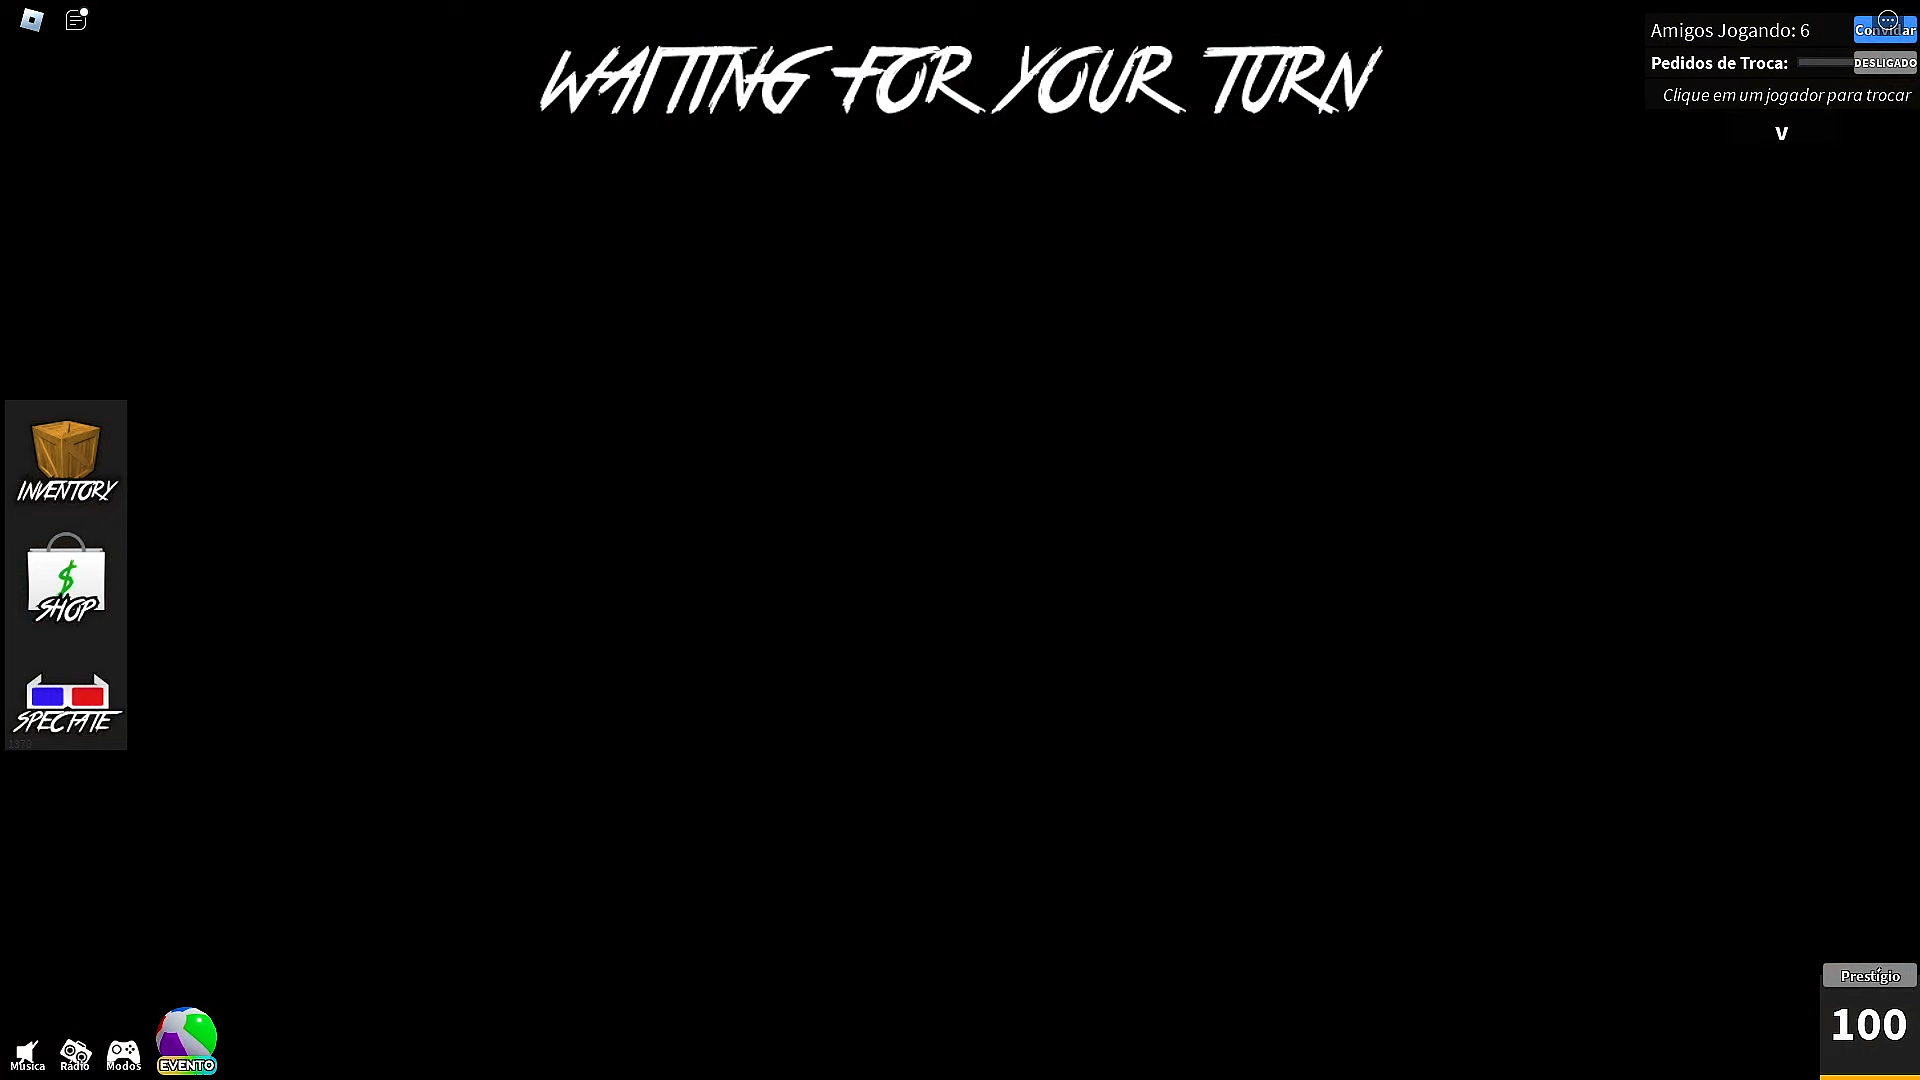 WAITING FOR YOUR TURN
Amigos Jogando: 6
Convidar
Pedidos de Troca:
DESLIGADO
Clique em um jogador para trocar
v
INVENTORY
$
SHOP
SPECTATE
1370
Prestígio
100
Música
Rádio
Modos
EVENTO